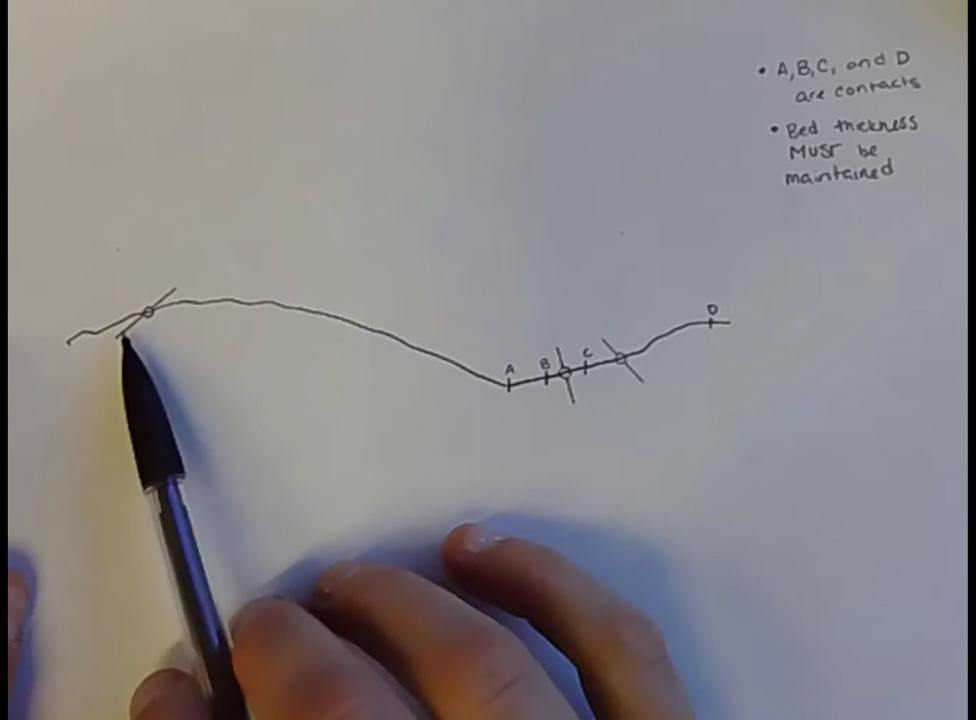 • A,B,C, and D
are contacts
• Bed thickness
MUST be
maintained
A
B
C
D